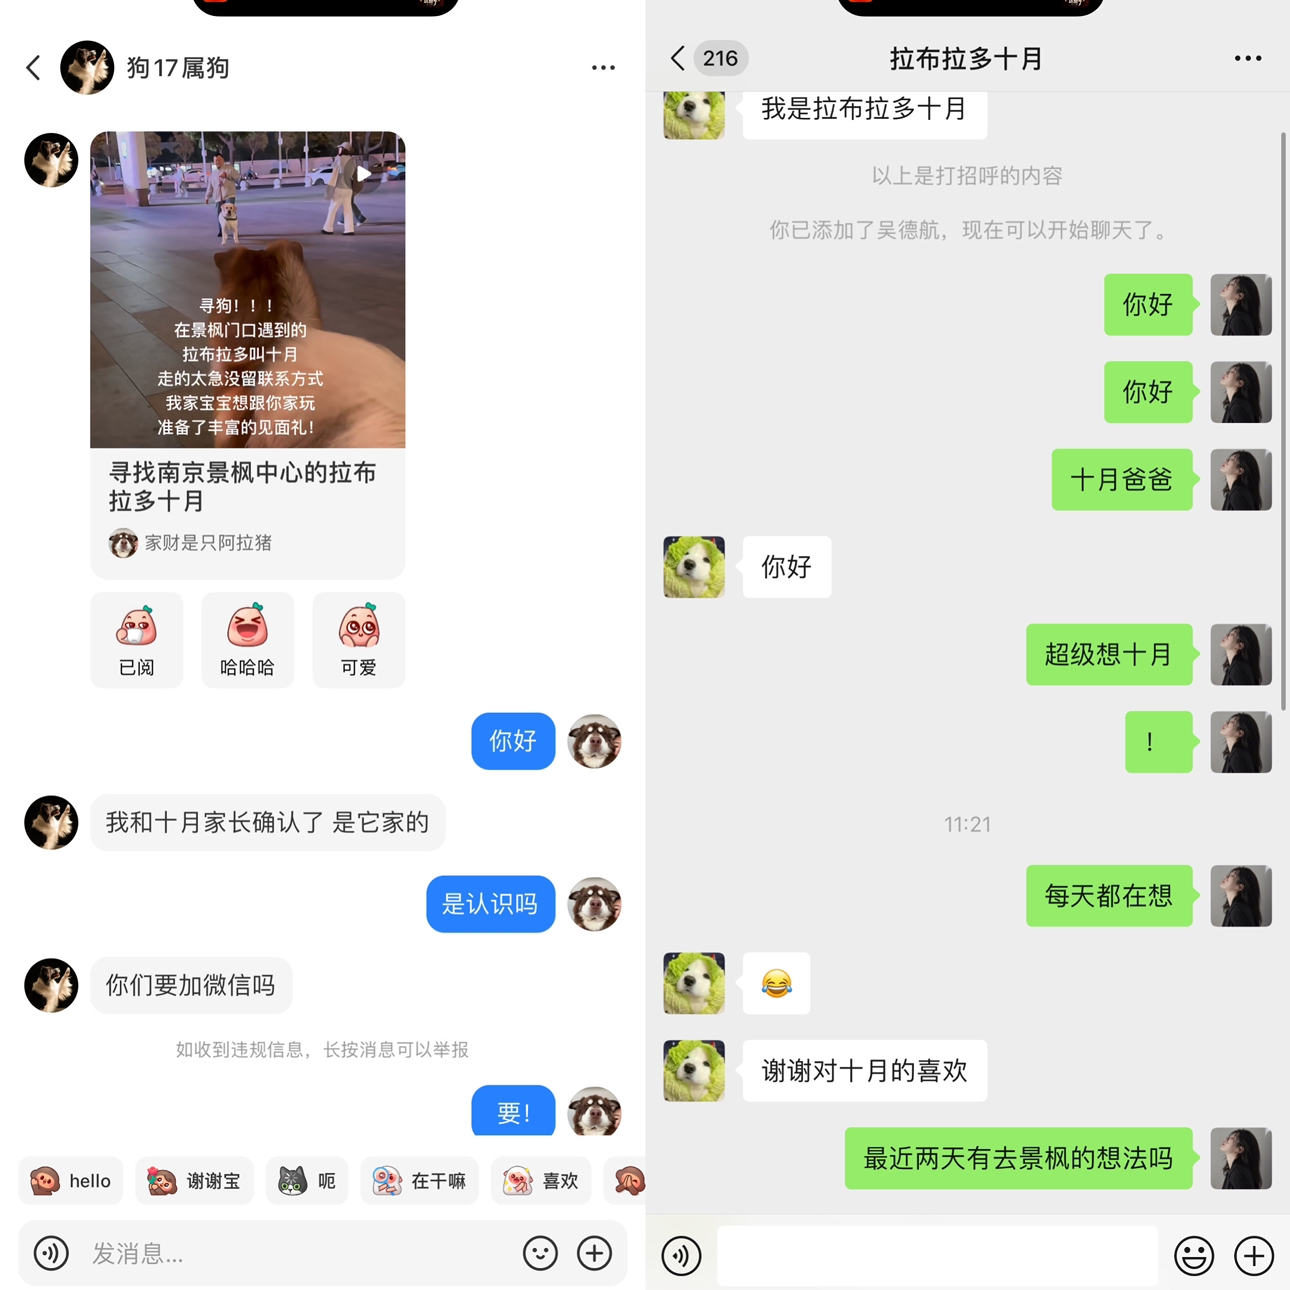 狗17属狗
寻狗！！！
在景枫门口遇到的
拉布拉多叫十月
走的太急没留联系方式
我家宝宝想跟你家玩
准备了丰富的见面礼！
寻找南京景枫中心的拉布
拉多十月
家财是只阿拉猪
已阅
哈哈哈
可爱
你好
我和十月家长确认了 是它家的
是认识吗
你们要加微信吗
如收到违规信息，长按消息可以举报
要！
hello
谢谢宝
呃
在干嘛
喜欢
发消息...
216
拉布拉多十月
我是拉布拉多十月
以上是打招呼的内容
你已添加了吴德航，现在可以开始聊天了。
你好
你好
十月爸爸
你好
超级想十月
！
11:21
每天都在想
谢谢对十月的喜欢
最近两天有去景枫的想法吗